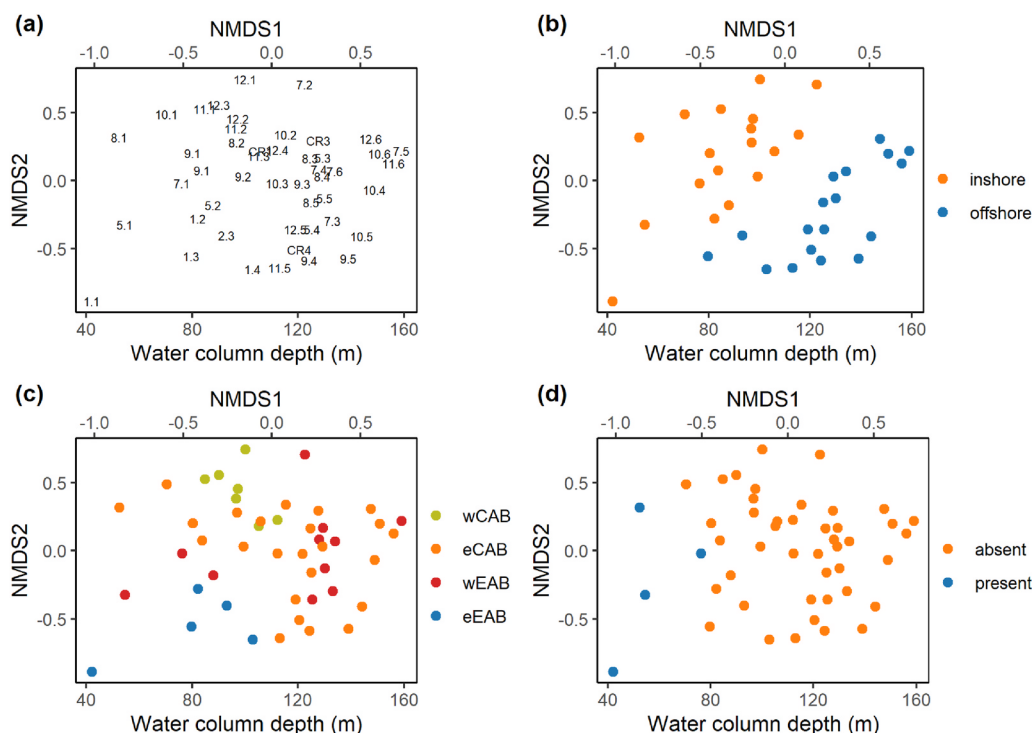 (a)
NMDS1
-1.0 -0.5 0.0 0.5
NMDS2
0.5
0.0
-0.5
12.1
7.2
12.3
11.1
10.1
12.2
11.2
8.1
10.2
8.2
CR3
12.6
12.4
11.3
9.1
8.3
5.3
10.6
7.5
11.6
9.1
7.4
7.6
7.1
9.2
10.3
9.3
8.4
10.4
5.2
8.5
5.5
1.2
5.1
7.3
2.3
12.5
5.4
10.5
1.3
CR4
1.4
11.5
9.4
9.5
1.1
40 80 120 160
Water column depth (m)
(b)
NMDS1
-1.0 -0.5 0.0 0.5
NMDS2
0.5
0.0
-0.5
40 80 120 160
Water column depth (m)
inshore
offshore
(c)
NMDS1
-1.0 -0.5 0.0 0.5
NMDS2
0.5
0.0
-0.5
40 80 120 160
Water column depth (m)
wCAB
eCAB
wEAB
eEAB
(d)
NMDS1
-1.0 -0.5 0.0 0.5
NMDS2
0.5
0.0
-0.5
40 80 120 160
Water column depth (m)
absent
present